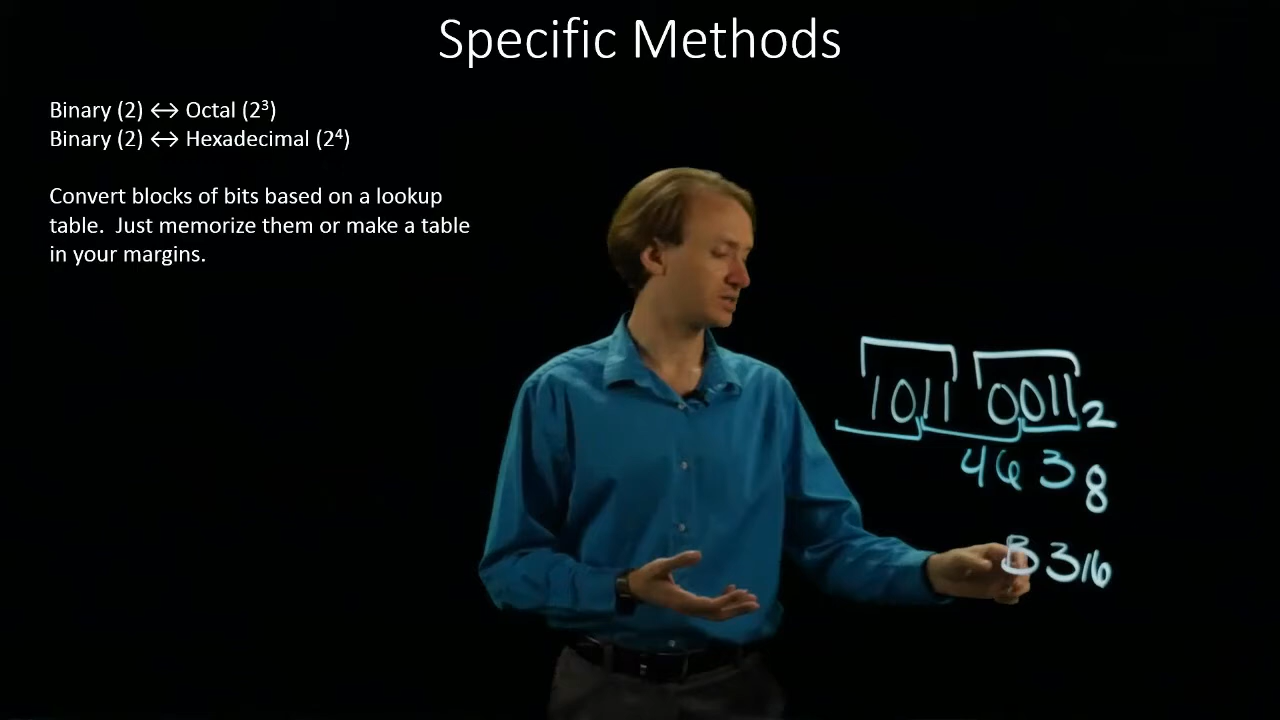 Specific Methods
Binary (2) ↔ Octal (2³)
Binary (2) ↔ Hexadecimal (2⁴)
Convert blocks of bits based on a lookup
table. Just memorize them or make a table
in your margins.
1011 0011₂
463₈
B3₁₆